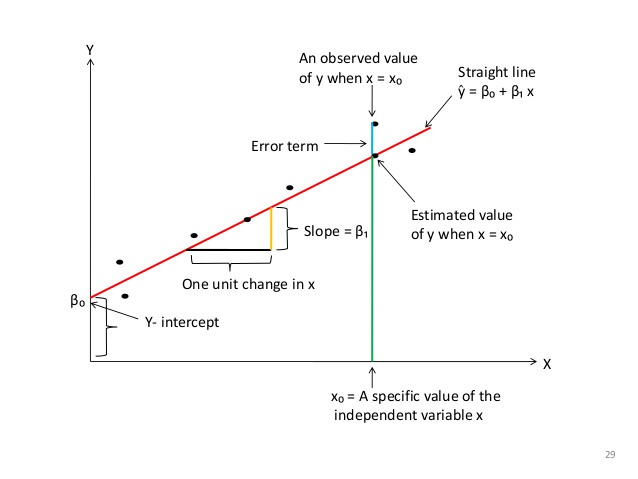 Y
An observed value
of y when x = x₀
Straight line
ŷ = β₀ + β₁ x
Error term
Estimated value
of y when x = x₀
Slope = β₁
One unit change in x
β₀
Y- intercept
X
x₀ = A specific value of the
independent variable x
29